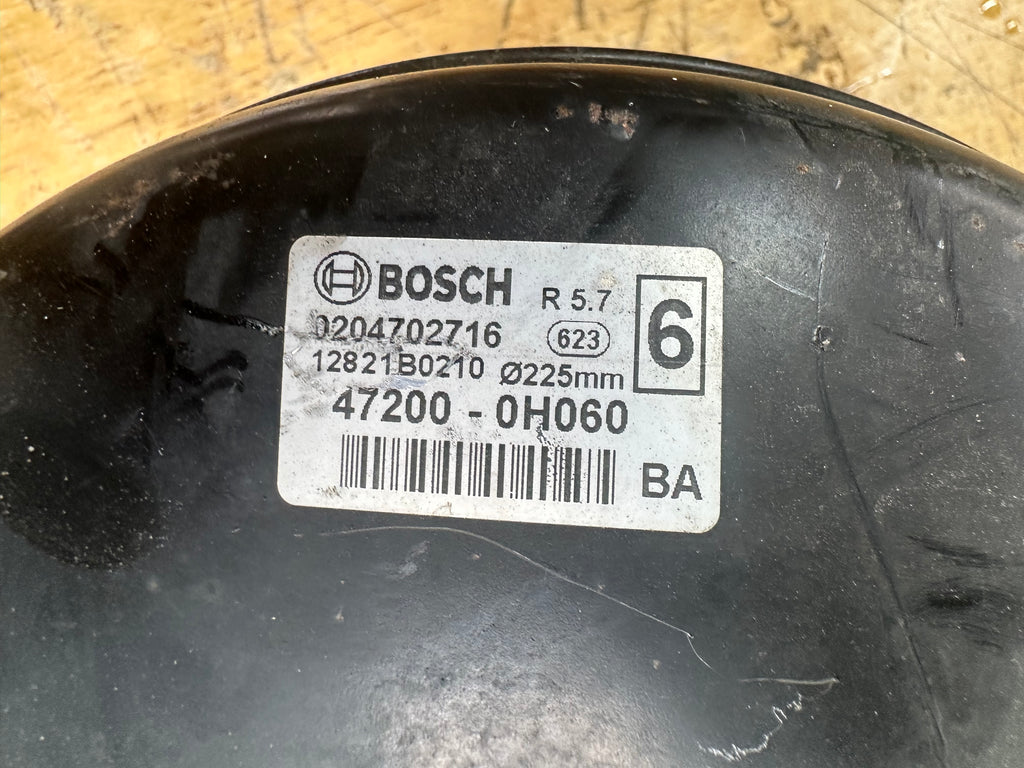 BOSCH R 5.7
0204702716 623
6
12821B0210 Ø225mm
47200 - 0H060
BA